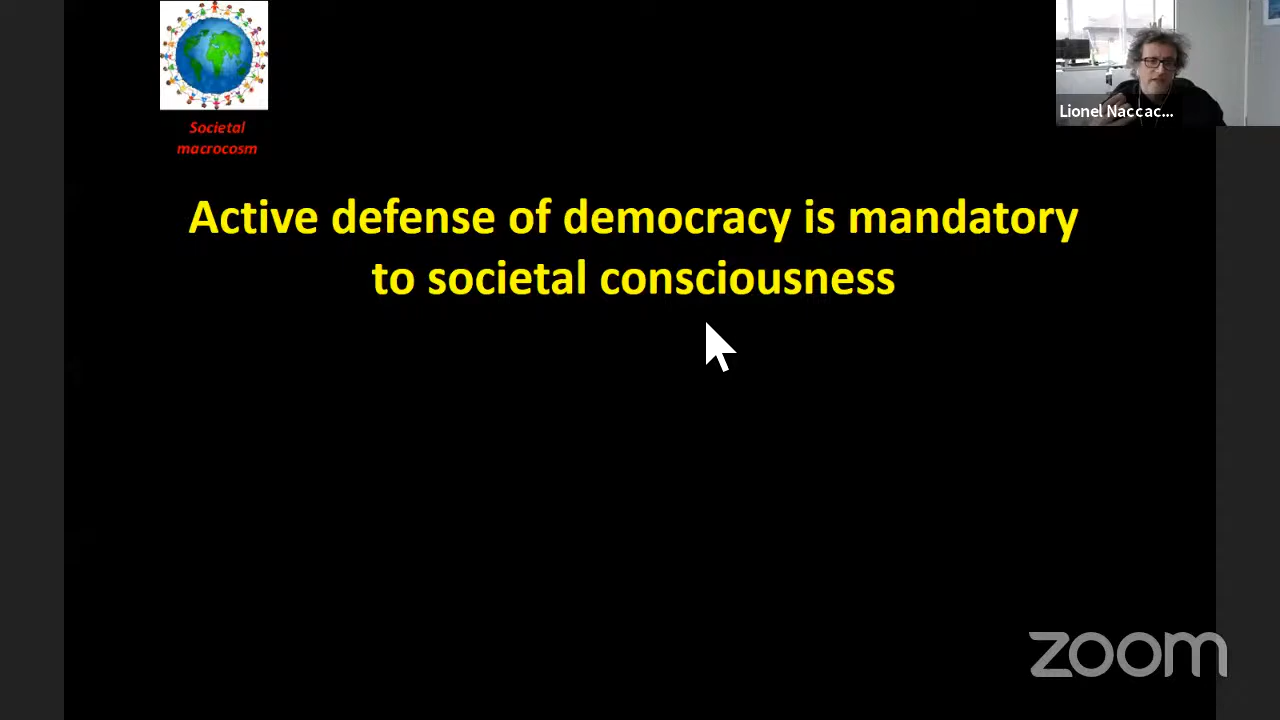 Societal
macrocosm
Lionel Naccac...
Active defense of democracy is mandatory
to societal consciousness
zoom